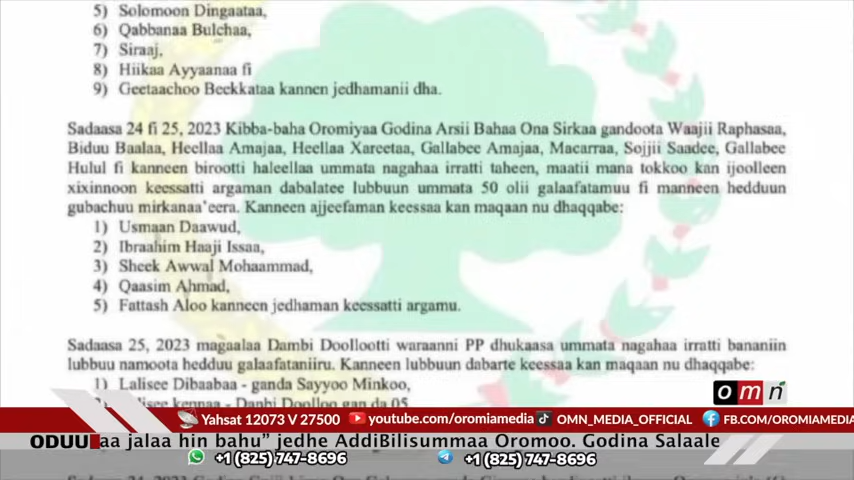 5) Solomoon Dingaataa,
6) Qabbanaa Bulchaa,
7) Siraaj,
8) Hiikaa Ayyaanaa fi
9) Geetaachoo Beekkataa kannen jedhamanii dha.
Sadaasa 24 fi 25, 2023 Kibba-baha Oromiyaa Godina Arsii Bahaa Ona Sirkaa gandoota Waajii Raphasaa,
Biduu Baalaa, Heellaa Amajaa, Heellaa Xareetaa, Gallabee Amajaa, Macarraa, Sojjii Saadee, Gallabee
Hulul fi kanneen birootti haleellaa ummata nagahaa irratti taheen, maatii mana tokkoo kan ijoolleen
xixinnoon keessatti argaman dabalatee lubbuun ummata 50 olii galaafatamuu fi manneen hedduun
gubachuu mirkanaa'eera. Kanneen ajjeefaman keessaa kan maqaan nu dhaqqabe:
1) Usmaan Daawud,
2) Ibraahim Haaji Issaa,
3) Sheek Awwal Mohaammad,
4) Qaasim Ahmad,
5) Fattash Aloo kanneen jedhaman keessatti argamu.
Sadaasa 25, 2023 magaalaa Dambi Doollootti waraanni PP dhukaasa ummata nagahaa irratti bananiin
lubbuu namoota hedduu galaafataniiru. Kanneen lubbuun dabarte keessaa kan maqaan nu dhaqqabe:
1) Lalisee Dibaabaa - ganda Sayyoo Minkoo,
omn
Yahsat 12073 V 27500 youtube.com/oromiamedia OMN_MEDIA_OFFICIAL FB.COM/OROMIAMEDIA
ODUU aa jalaa hin bahu” jedhe AddiBilisummaa Oromoo. Godina Salaale
+1 (825) 747-8696 +1 (825) 747-8696